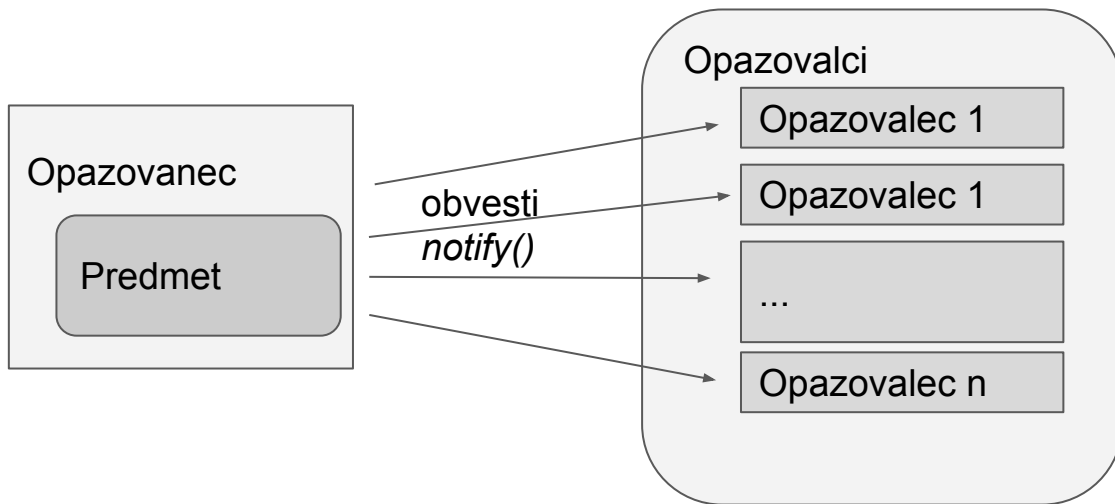 Opazovanec
Predmet
obvesti
notify()
Opazovalci
Opazovalec 1
Opazovalec 1
...
Opazovalec n